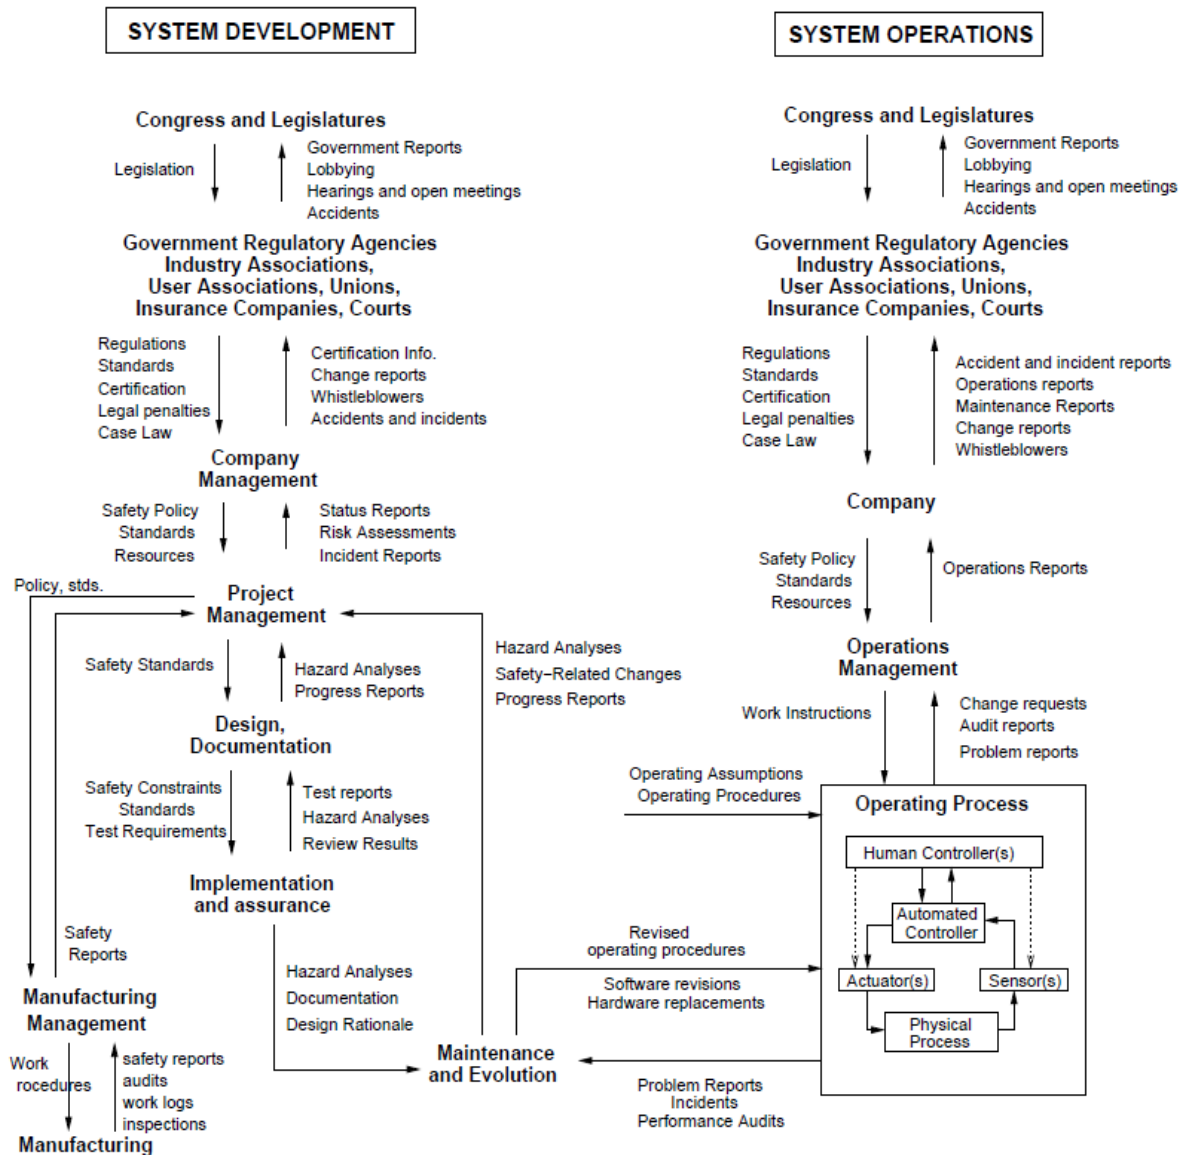 SYSTEM DEVELOPMENT
Congress and Legislatures
Legislation
Government Reports
Lobbying
Hearings and open meetings
Accidents
Government Regulatory Agencies
Industry Associations,
User Associations, Unions,
Insurance Companies, Courts
Regulations
Standards
Certification
Legal penalties
Case Law
Certification Info.
Change reports
Whistleblowers
Accidents and incidents
Company
Management
Safety Policy
Standards
Resources
Status Reports
Risk Assessments
Incident Reports
Policy, stds.
Project
Management
Safety Standards
Hazard Analyses
Progress Reports
Hazard Analyses
Safety−Related Changes
Progress Reports
Design,
Documentation
Safety Constraints
Standards
Test Requirements
Test reports
Hazard Analyses
Review Results
Implementation
and assurance
Safety
Reports
Hazard Analyses
Documentation
Design Rationale
Manufacturing
Management
Work
rocedures
safety reports
audits
work logs
inspections
Manufacturing
Maintenance
and Evolution
SYSTEM OPERATIONS
Congress and Legislatures
Legislation
Government Reports
Lobbying
Hearings and open meetings
Accidents
Government Regulatory Agencies
Industry Associations,
User Associations, Unions,
Insurance Companies, Courts
Regulations
Standards
Certification
Legal penalties
Case Law
Accident and incident reports
Operations reports
Maintenance Reports
Change reports
Whistleblowers
Company
Safety Policy
Standards
Resources
Operations Reports
Operations
Management
Work Instructions
Change requests
Audit reports
Problem reports
Operating Assumptions
Operating Procedures
Operating Process
Human Controller(s)
Automated
Controller
Actuator(s)
Sensor(s)
Physical
Process
Revised
operating procedures
Software revisions
Hardware replacements
Problem Reports
Incidents
Performance Audits